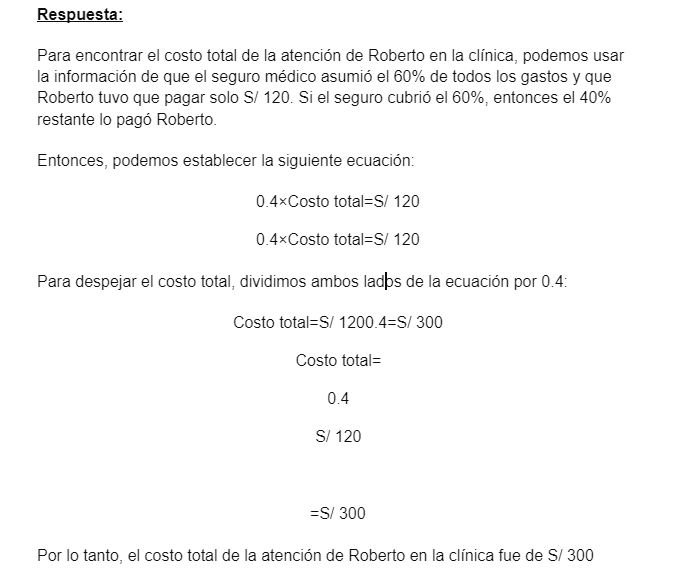 Respuesta:
Para encontrar el costo total de la atención de Roberto en la clínica, podemos usar
la información de que el seguro médico asumió el 60% de todos los gastos y que
Roberto tuvo que pagar solo S/ 120. Si el seguro cubrió el 60%, entonces el 40%
restante lo pagó Roberto.
Entonces, podemos establecer la siguiente ecuación:
0.4×Costo total=S/ 120
0.4×Costo total=S/ 120
Para despejar el costo total, dividimos ambos lados de la ecuación por 0.4:
Costo total=S/ 1200.4=S/ 300
Costo total=
0.4
S/ 120
=S/ 300
Por lo tanto, el costo total de la atención de Roberto en la clínica fue de S/ 300